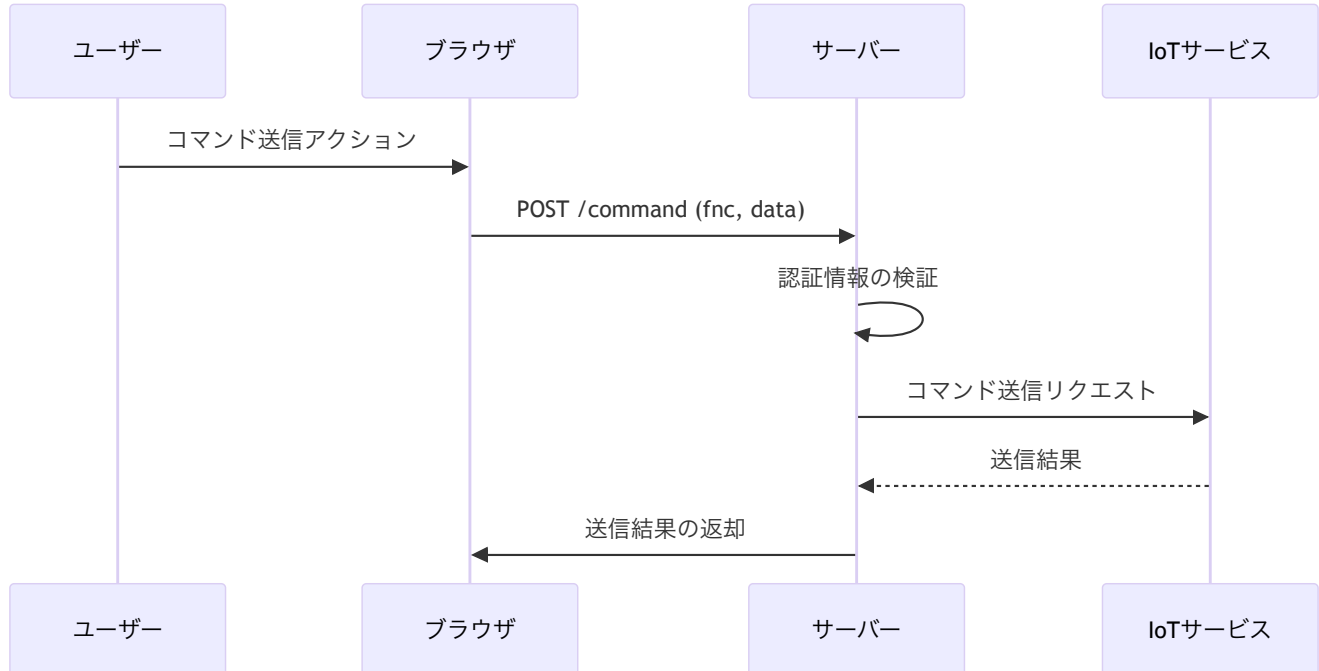 ユーザー
ブラウザ
サーバー
IoTサービス
コマンド送信アクション
POST /command (fnc, data)
認証情報の検証
コマンド送信リクエスト
送信結果
送信結果の返却
ユーザー
ブラウザ
サーバー
IoTサービス